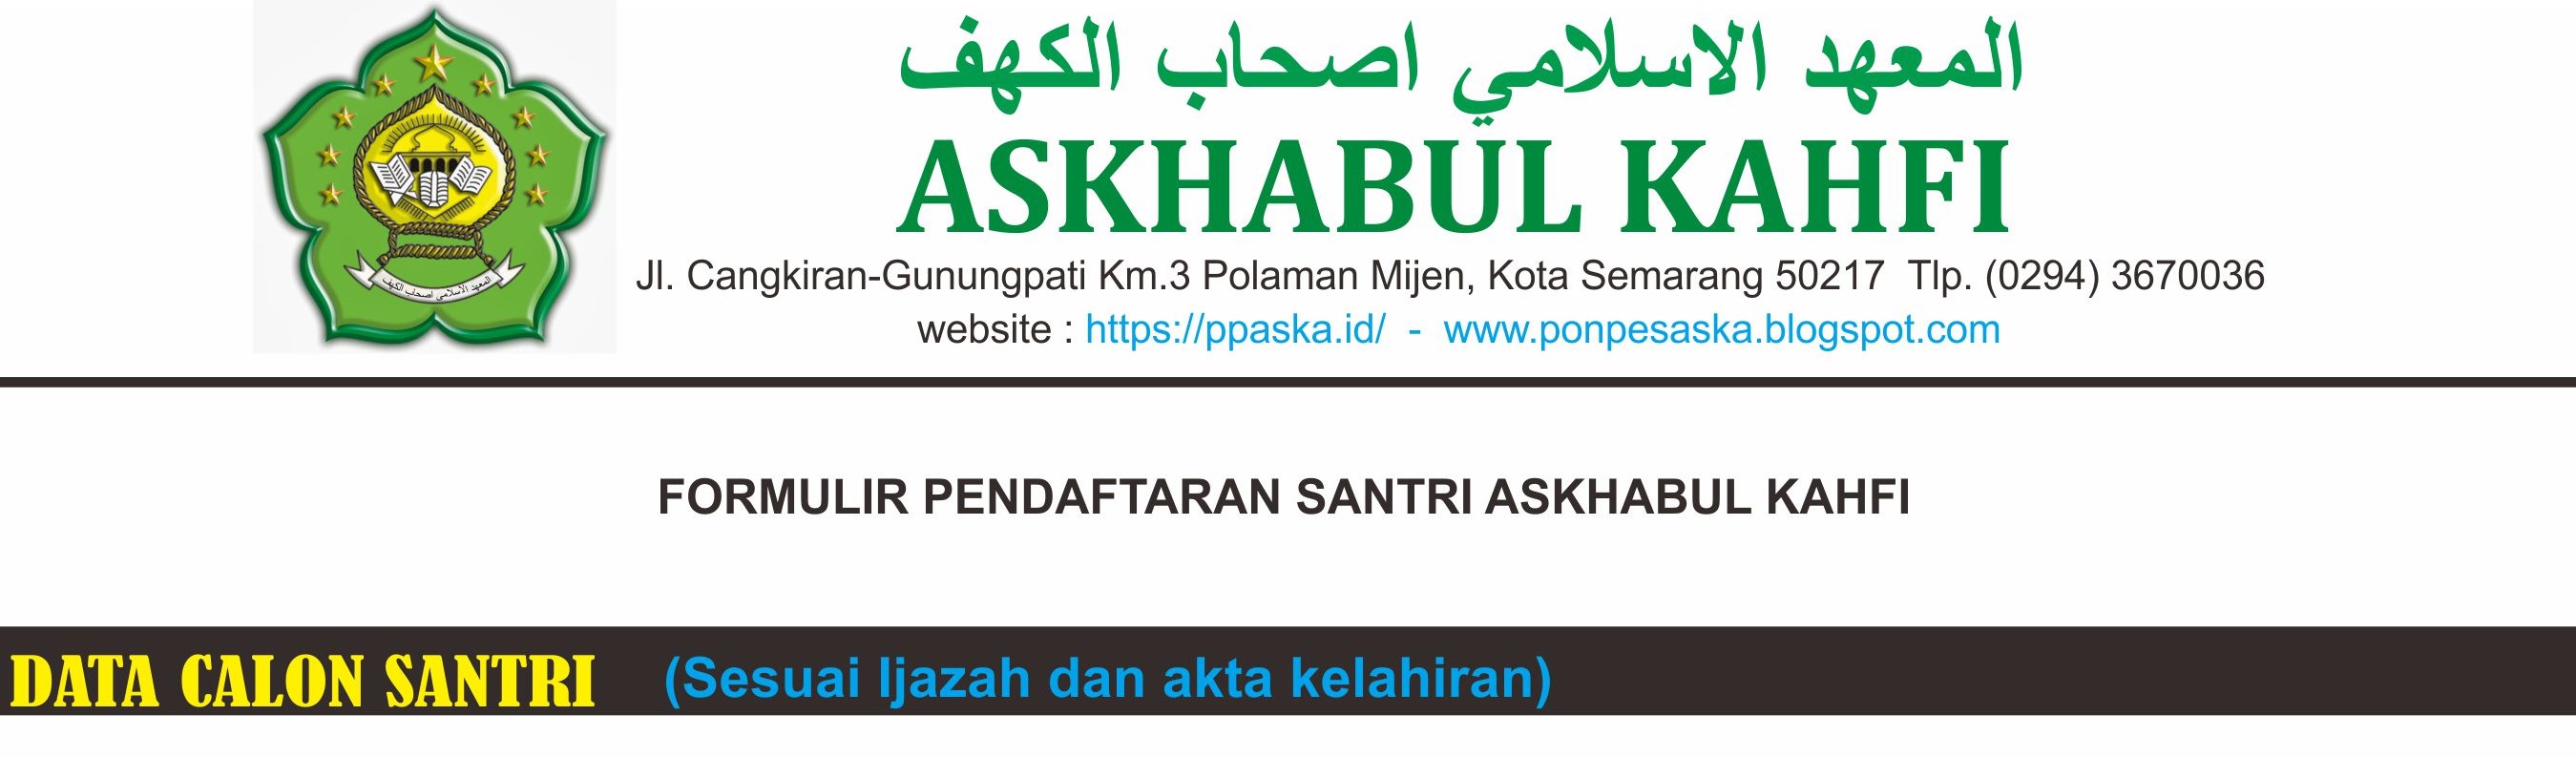 المعهد الاسلامي اصحاب الكهف
ASKHABUL KAHFI
Jl. Cangkiran-Gunungpati Km.3 Polaman Mijen, Kota Semarang 50217 Tlp. (0294) 3670036
website : https://ppaska.id/ - www.ponpesaska.blogspot.com
المعهد الاسلامي اصحاب الكهف
FORMULIR PENDAFTARAN SANTRI ASKHABUL KAHFI
DATA CALON SANTRI (Sesuai Ijazah dan akta kelahiran)